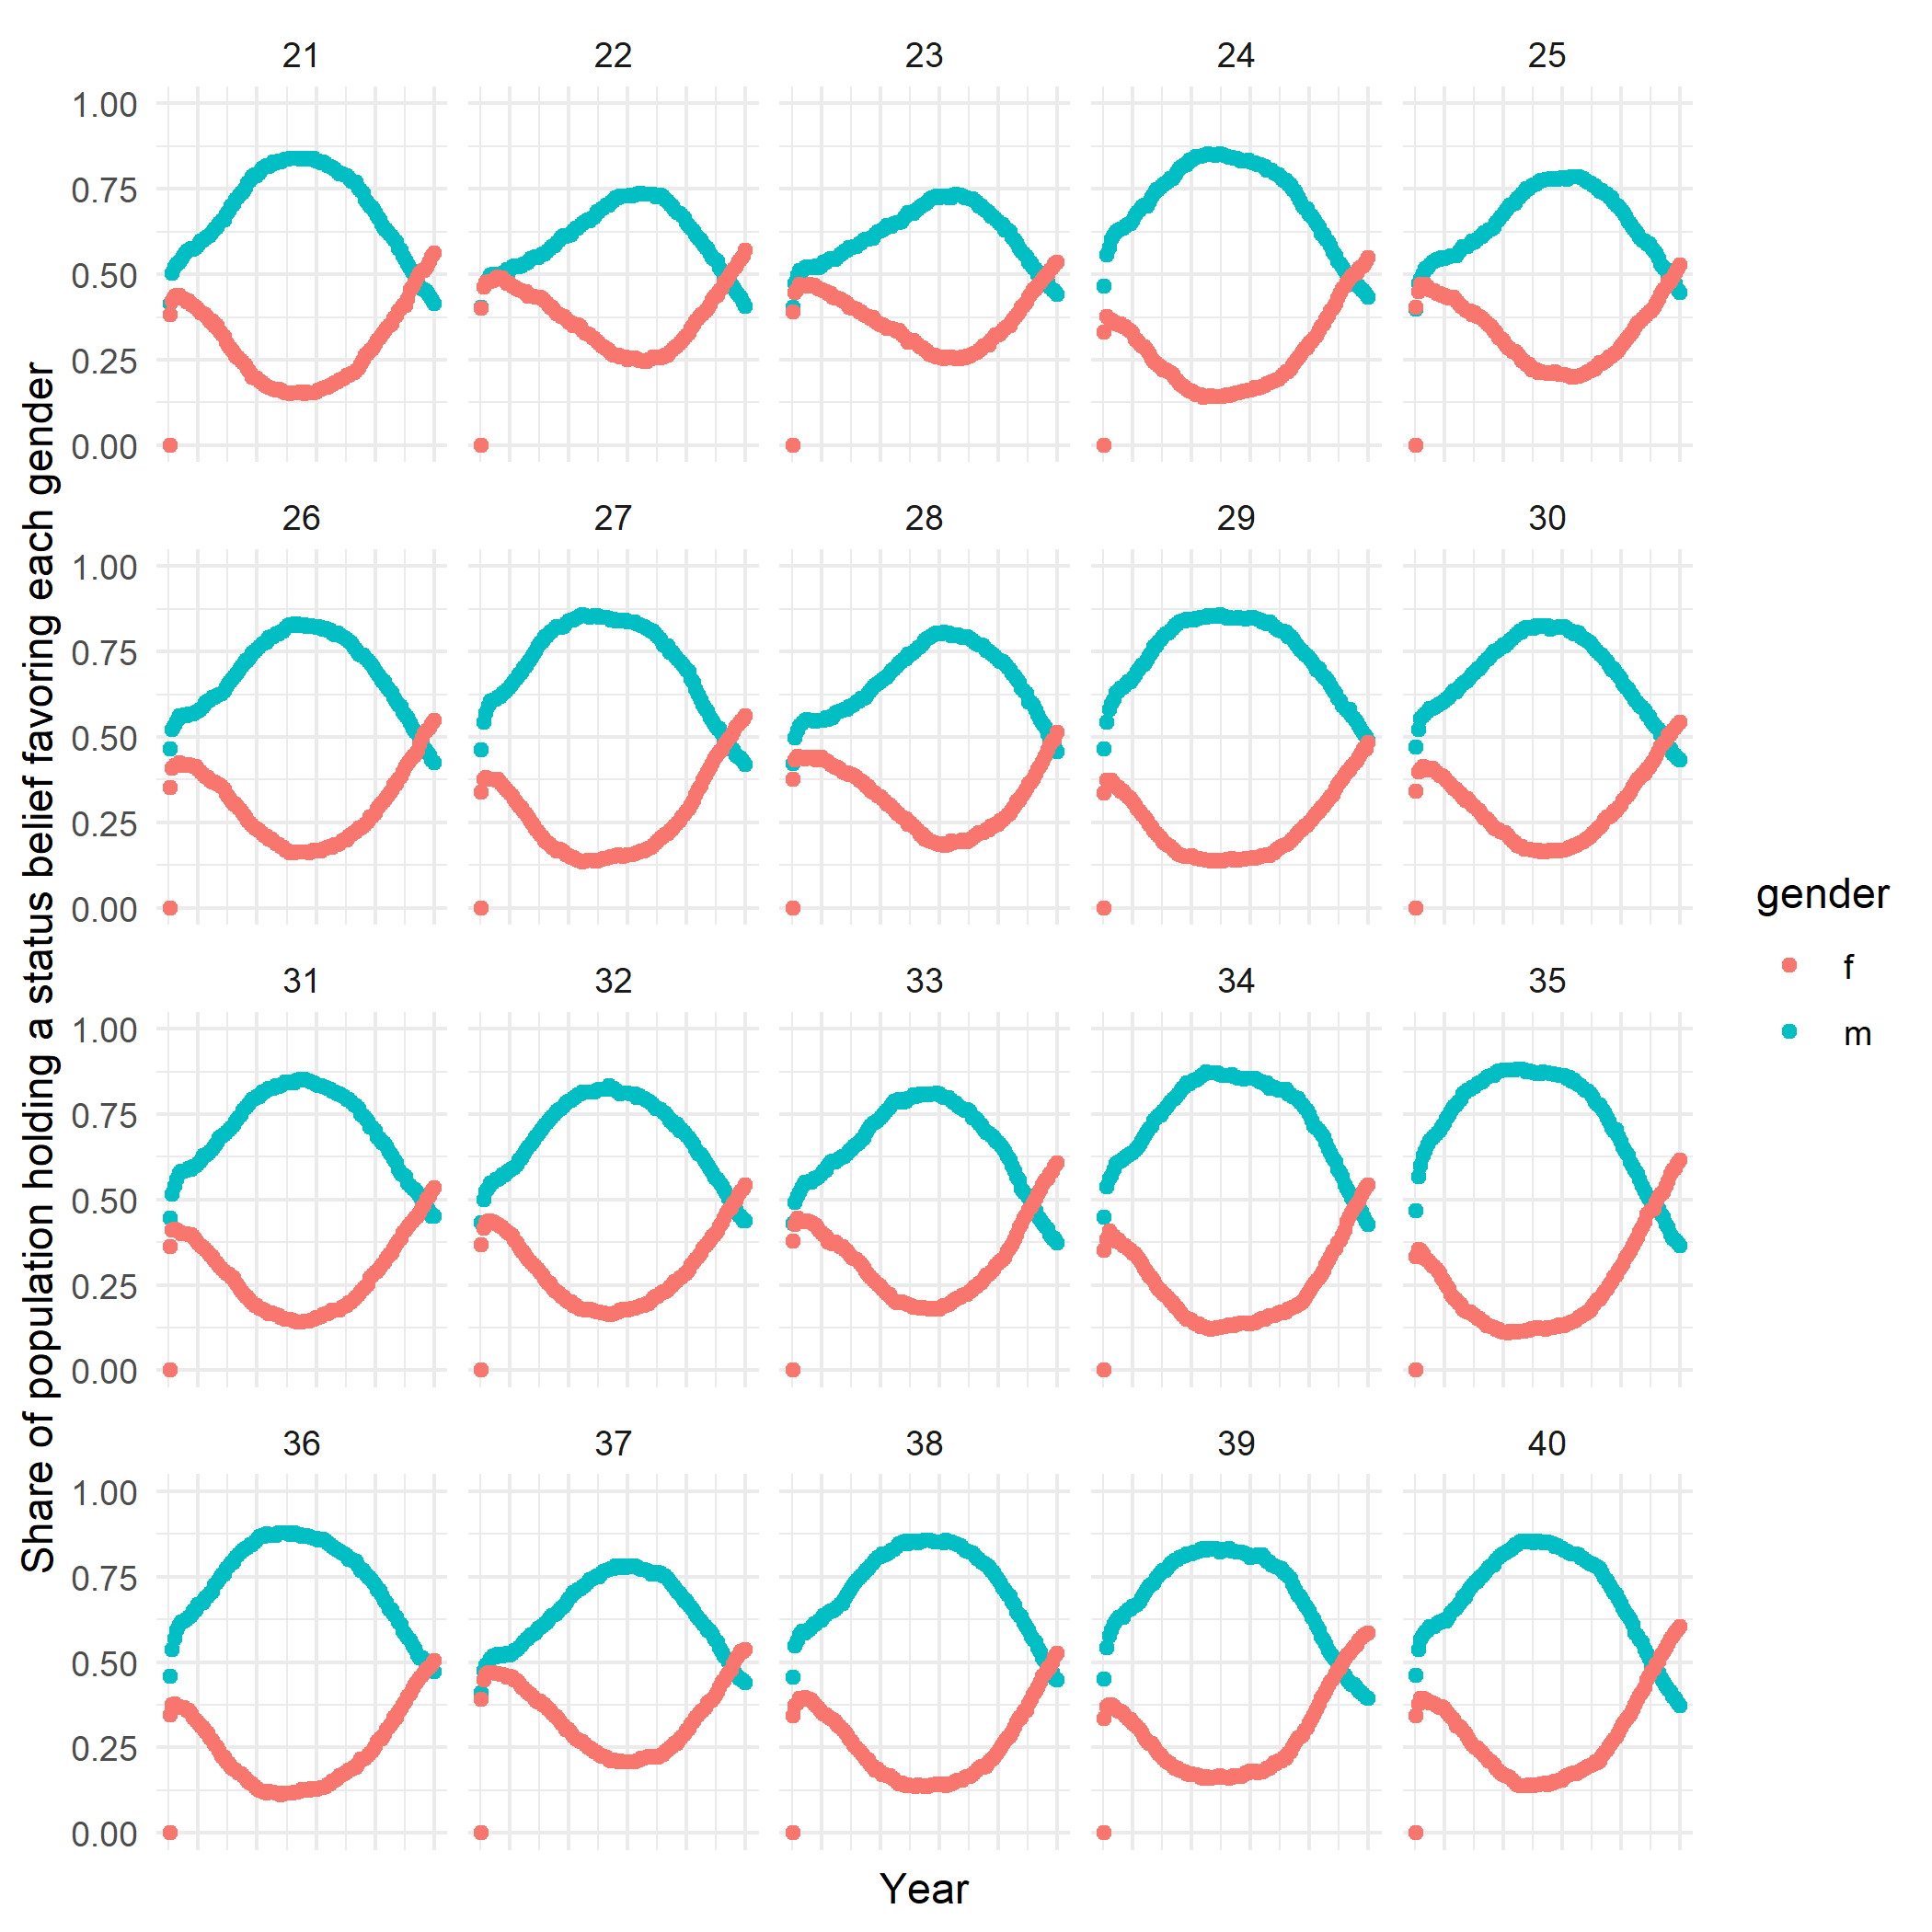 Share of population holding a status belief favoring each gender
21 22 23 24 25
1.00
0.75
0.50
0.25
0.00
26 27 28 29 30
1.00
0.75
0.50
0.25
0.00
31 32 33 34 35
1.00
0.75
0.50
0.25
0.00
36 37 38 39 40
1.00
0.75
0.50
0.25
0.00
Year
gender
f
m